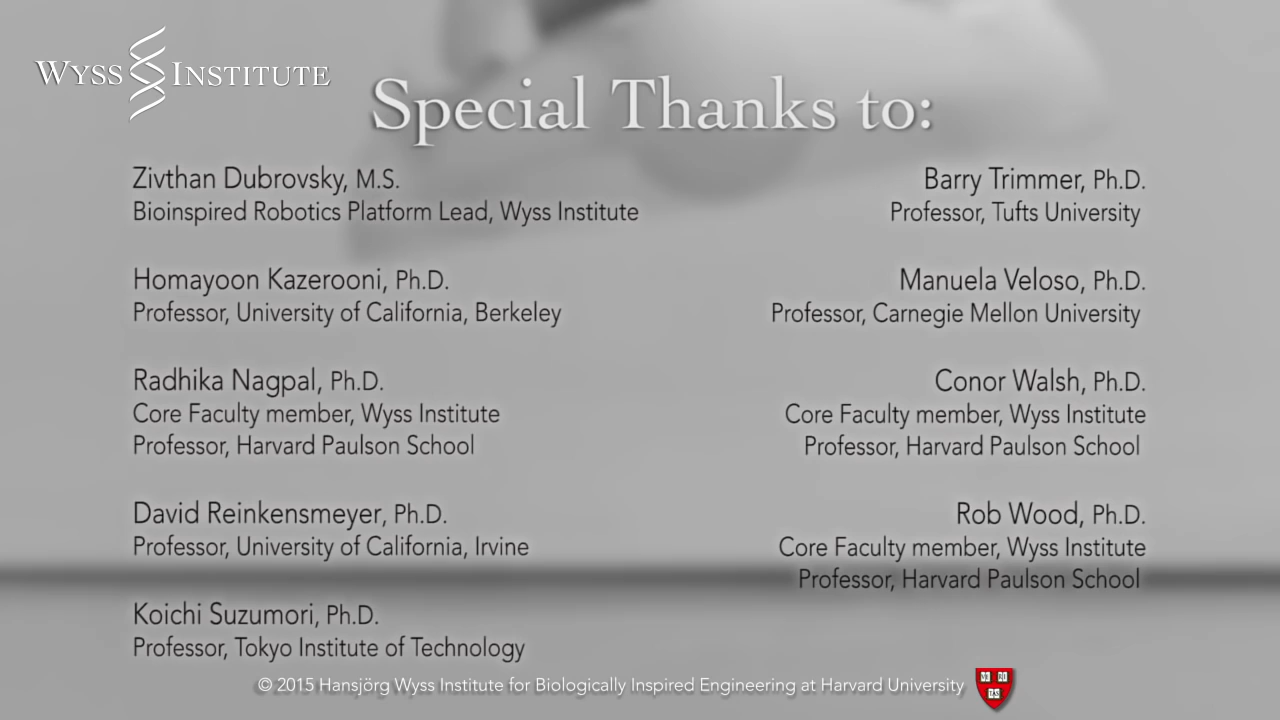 WYSS INSTITUTE
Special Thanks to:
Zivthan Dubrovsky, M.S.
Bioinspired Robotics Platform Lead, Wyss Institute
Homayoon Kazerooni, Ph.D.
Professor, University of California, Berkeley
Radhika Nagpal, Ph.D.
Core Faculty member, Wyss Institute
Professor, Harvard Paulson School
David Reinkensmeyer, Ph.D.
Professor, University of California, Irvine
Koichi Suzumori, Ph.D.
Professor, Tokyo Institute of Technology
Barry Trimmer, Ph.D.
Professor, Tufts University
Manuela Veloso, Ph.D.
Professor, Carnegie Mellon University
Conor Walsh, Ph.D.
Core Faculty member, Wyss Institute
Professor, Harvard Paulson School
Rob Wood, Ph.D.
Core Faculty member, Wyss Institute
Professor, Harvard Paulson School
© 2015 Hansjörg Wyss Institute for Biologically Inspired Engineering at Harvard University